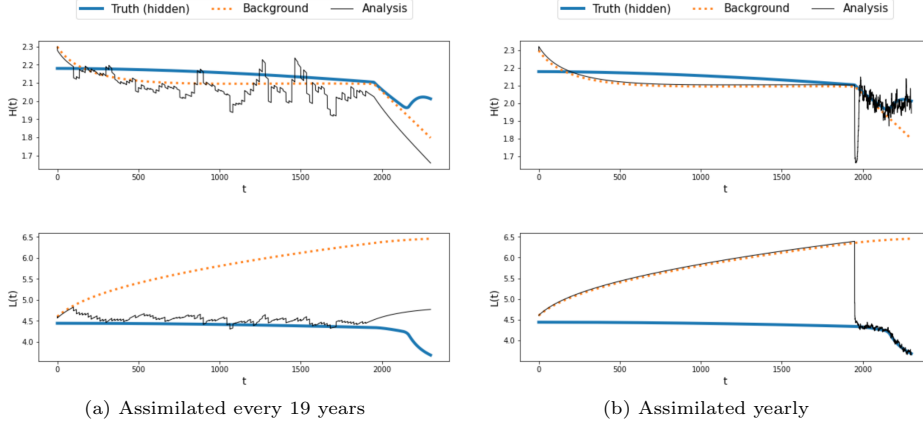 Truth (hidden) Background Analysis
Truth (hidden) Background Analysis
2.3
2.2
2.1
2.0
1.9
1.8
1.7
H(t)
0 500 1000 1500 2000
t
2.3
2.2
2.1
2.0
1.9
1.8
1.7
H(t)
0 500 1000 1500 2000
t
6.5
6.0
5.5
5.0
4.5
4.0
L(t)
0 500 1000 1500 2000
t
6.5
6.0
5.5
5.0
4.5
4.0
L(t)
0 500 1000 1500 2000
t
(a) Assimilated every 19 years
(b) Assimilated yearly